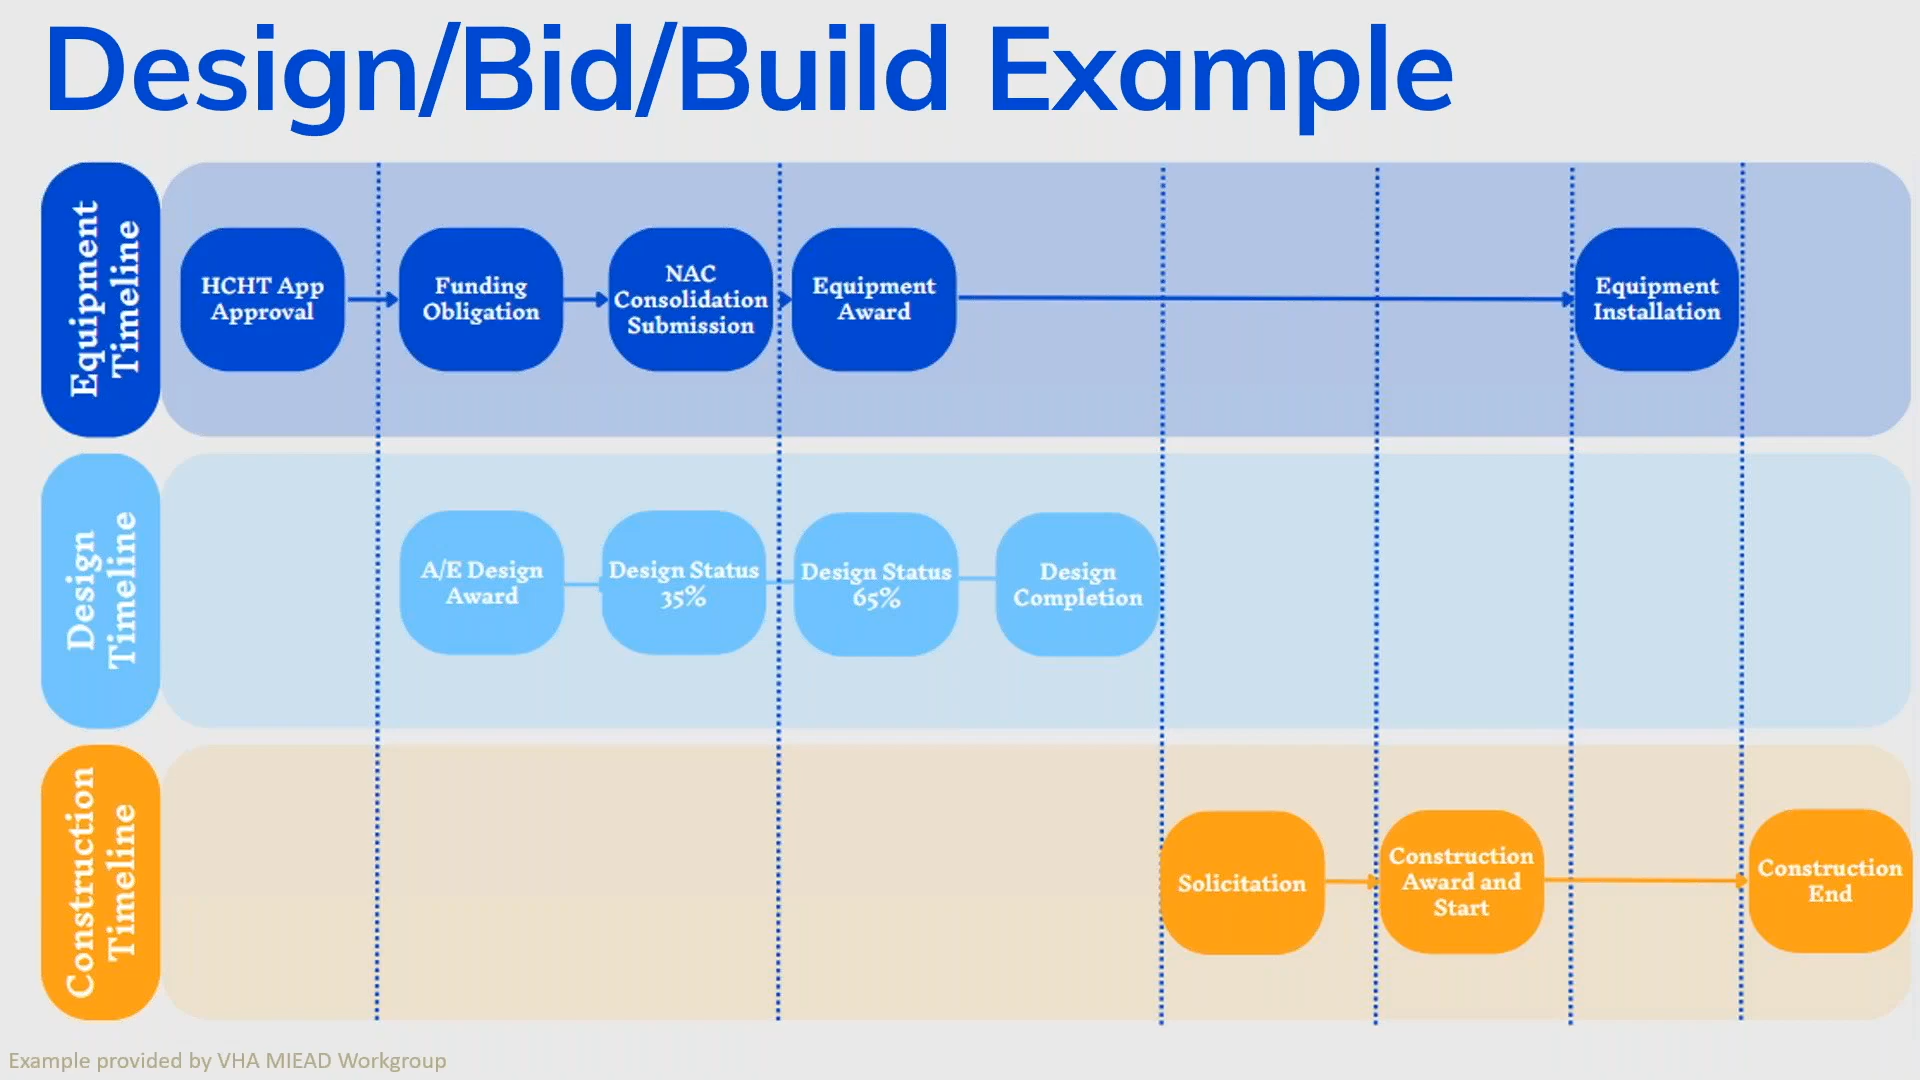 Design/Bid/Build Example
Equipment
Timeline
HCHT App
Approval
Funding
Obligation
NAC
Consolidation
Submission
Equipment
Award
Equipment
Installation
Design
Timeline
A/E Design
Award
Design Status
35%
Design Status
65%
Design
Completion
Construction
Timeline
Solicitation
Construction
Award and
Start
Construction
End
Example provided by VHA MIEAD Workgroup